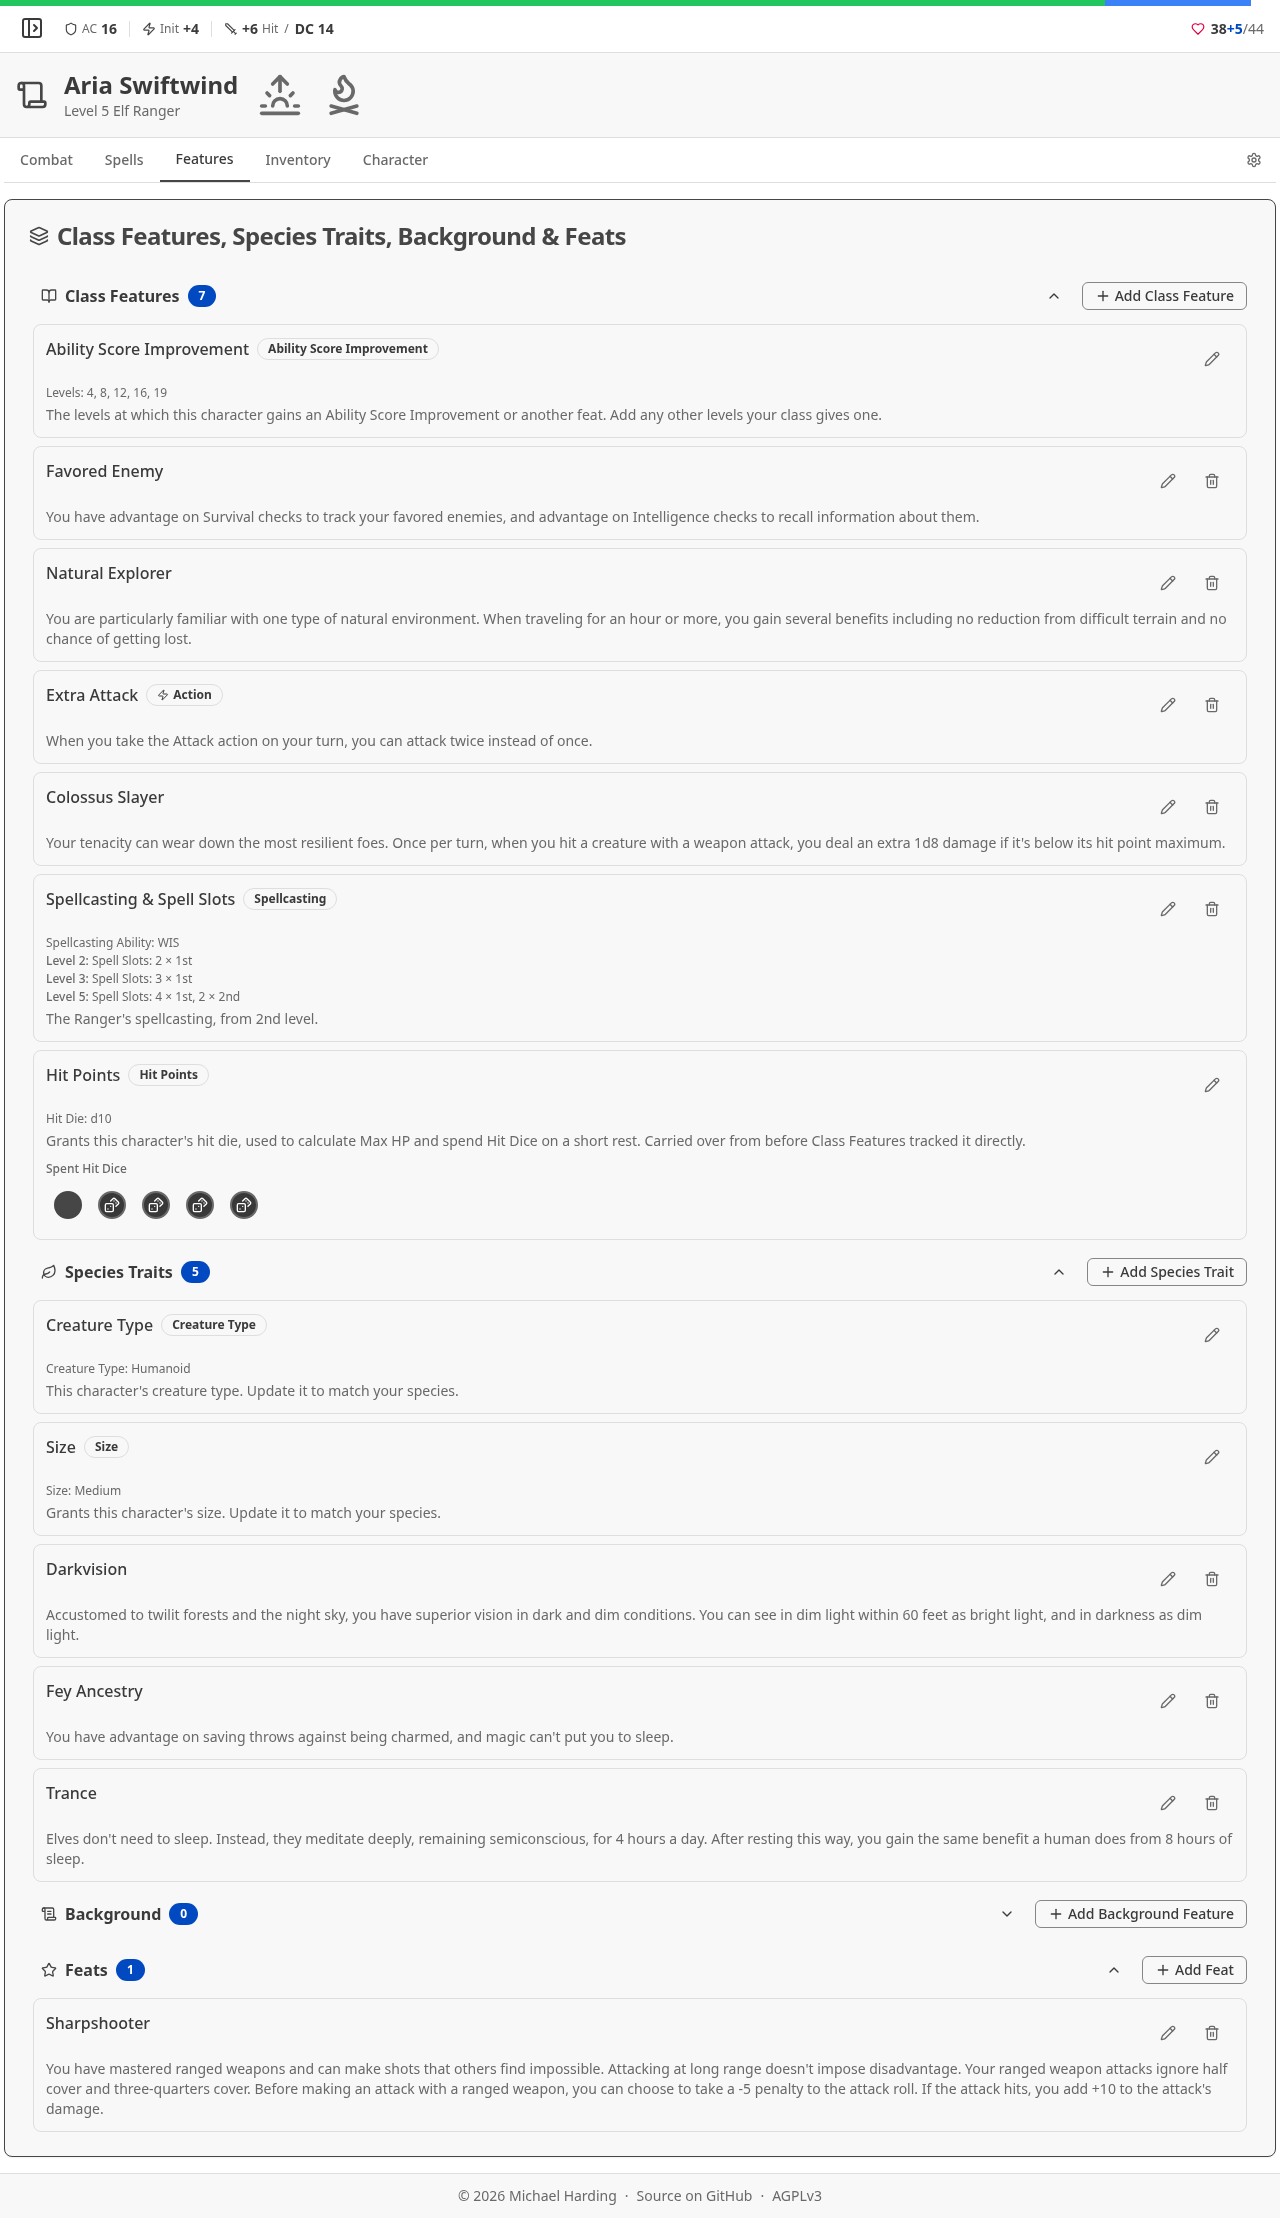 AC 16 Init +4 +6 Hit / DC 14 38+5/44
Aria Swiftwind
Level 5 Elf Ranger
Combat Spells Features Inventory Character
Class Features, Species Traits, Background & Feats
Class Features 7 Add Class Feature
Ability Score Improvement Ability Score Improvement
Levels: 4, 8, 12, 16, 19
The levels at which this character gains an Ability Score Improvement or another feat. Add any other levels your class gives one.
Favored Enemy
You have advantage on Survival checks to track your favored enemies, and advantage on Intelligence checks to recall information about them.
Natural Explorer
You are particularly familiar with one type of natural environment. When traveling for an hour or more, you gain several benefits including no reduction from difficult terrain and no
chance of getting lost.
Extra Attack Action
When you take the Attack action on your turn, you can attack twice instead of once.
Colossus Slayer
Your tenacity can wear down the most resilient foes. Once per turn, when you hit a creature with a weapon attack, you deal an extra 1d8 damage if it's below its hit point maximum.
Spellcasting & Spell Slots Spellcasting
Spellcasting Ability: WIS
Level 2: Spell Slots: 2 × 1st
Level 3: Spell Slots: 3 × 1st
Level 5: Spell Slots: 4 × 1st, 2 × 2nd
The Ranger's spellcasting, from 2nd level.
Hit Points Hit Points
Hit Die: d10
Grants this character's hit die, used to calculate Max HP and spend Hit Dice on a short rest. Carried over from before Class Features tracked it directly.
Spent Hit Dice
Species Traits 5 Add Species Trait
Creature Type Creature Type
Creature Type: Humanoid
This character's creature type. Update it to match your species.
Size Size
Size: Medium
Grants this character's size. Update it to match your species.
Darkvision
Accustomed to twilit forests and the night sky, you have superior vision in dark and dim conditions. You can see in dim light within 60 feet as bright light, and in darkness as dim
light.
Fey Ancestry
You have advantage on saving throws against being charmed, and magic can't put you to sleep.
Trance
Elves don't need to sleep. Instead, they meditate deeply, remaining semiconscious, for 4 hours a day. After resting this way, you gain the same benefit a human does from 8 hours of
sleep.
Background 0 Add Background Feature
Feats 1 Add Feat
Sharpshooter
You have mastered ranged weapons and can make shots that others find impossible. Attacking at long range doesn't impose disadvantage. Your ranged weapon attacks ignore half
cover and three-quarters cover. Before making an attack with a ranged weapon, you can choose to take a -5 penalty to the attack roll. If the attack hits, you add +10 to the attack's
damage.
© 2026 Michael Harding · Source on GitHub · AGPLv3